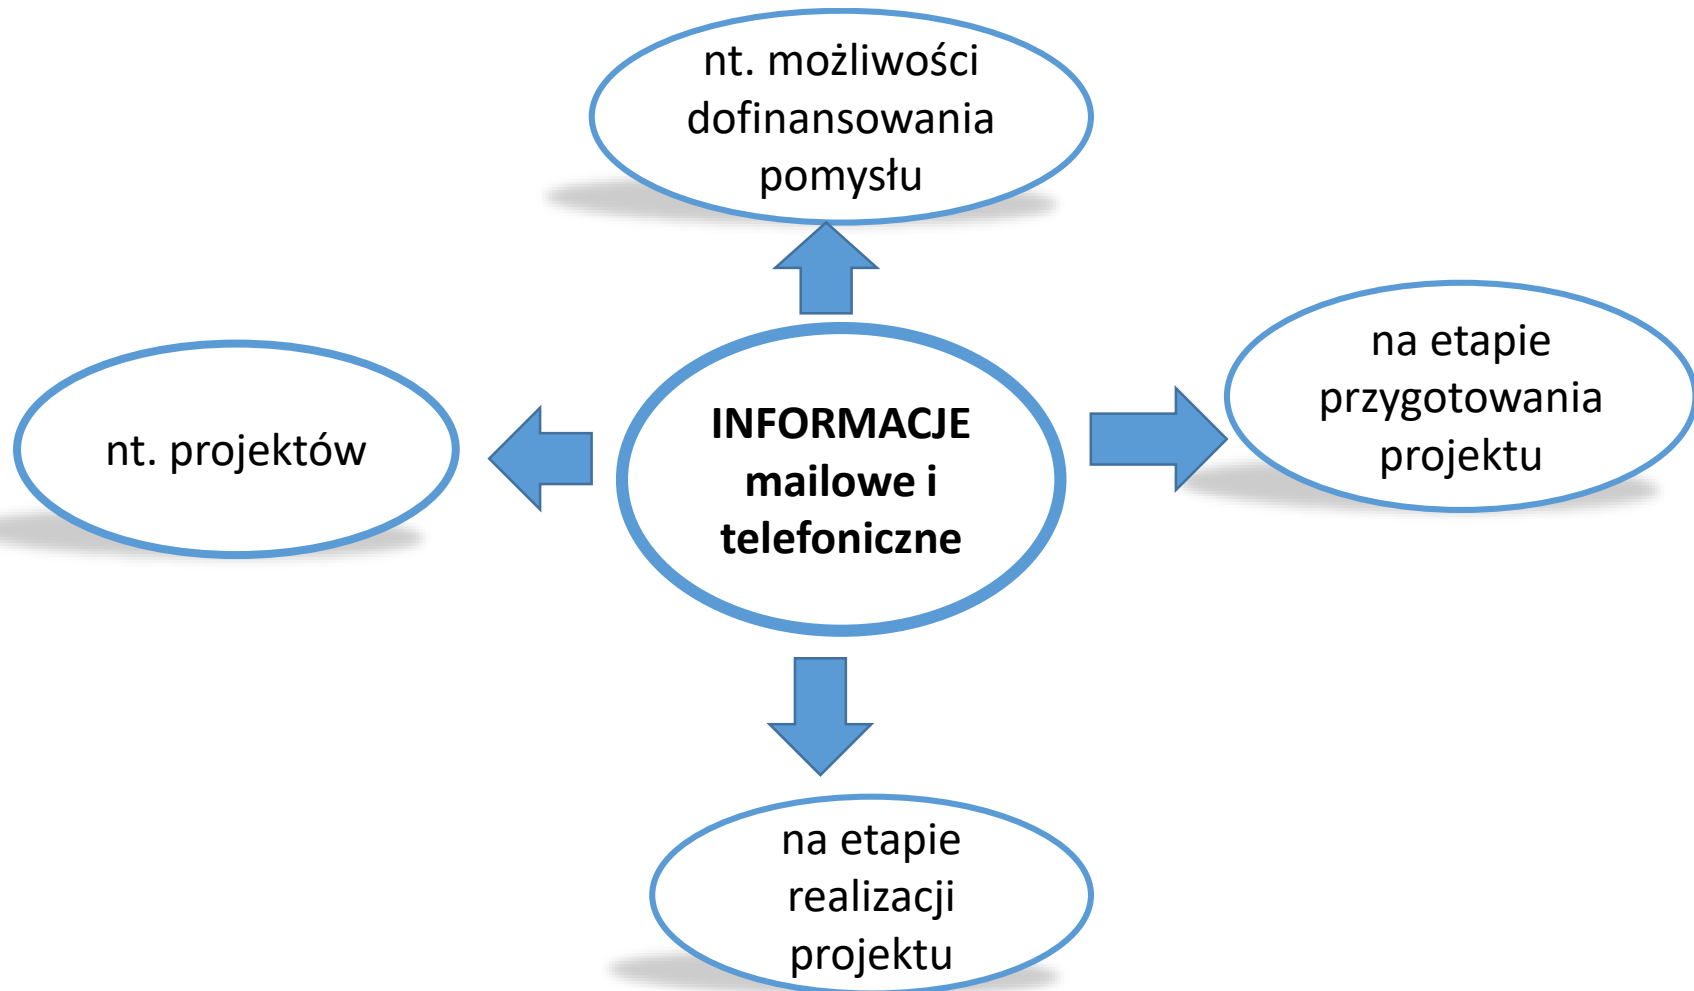 nt. możliwości
dofinansowania
pomysłu
na etapie
przygotowania
projektu
nt. projektów
INFORMACJE
mailowe i
telefoniczne
na etapie
realizacji
projektu